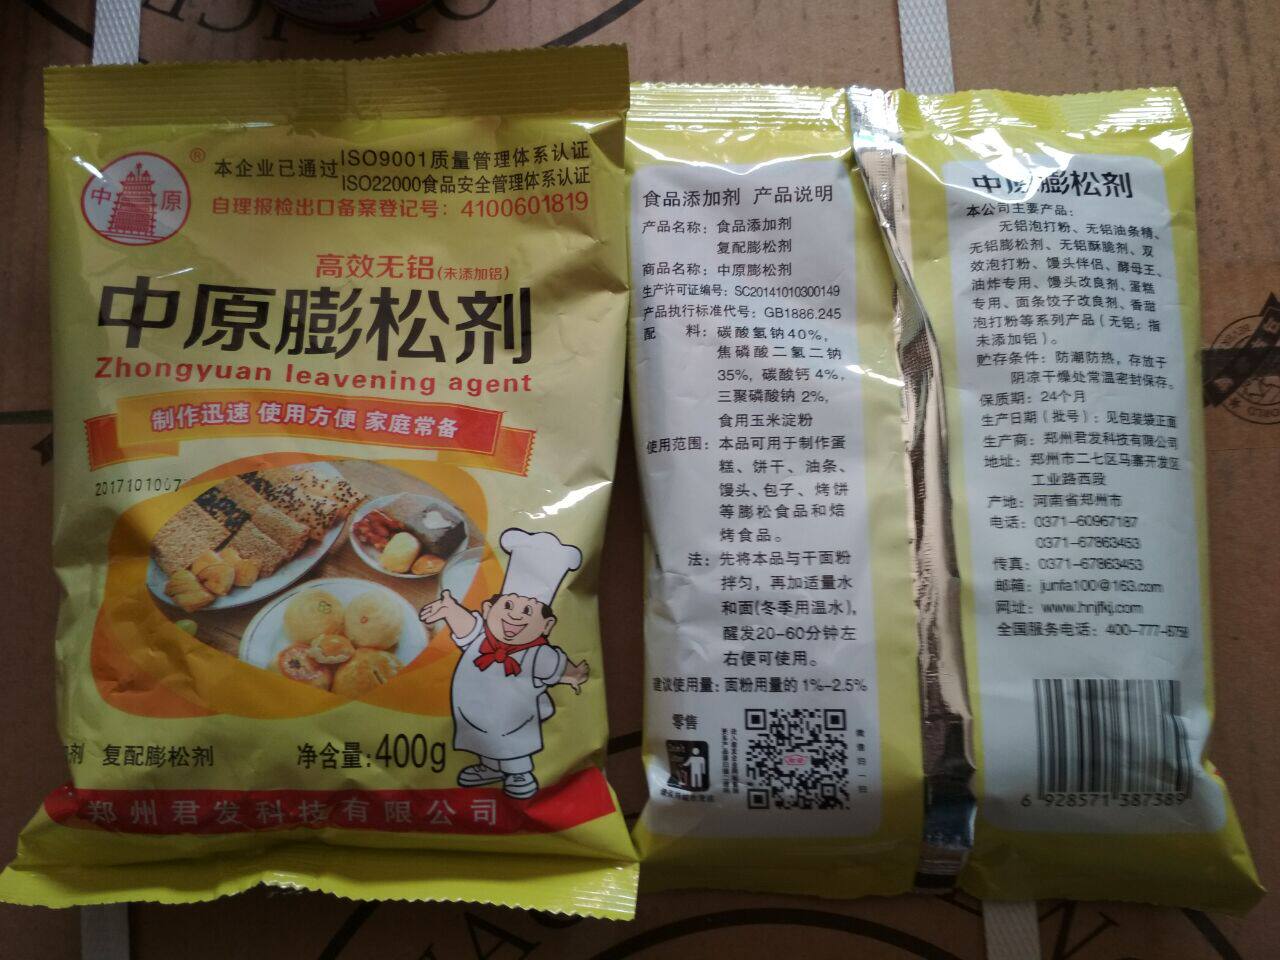 中原
®
本企业已通过ISO9001质量管理体系认证
ISO22000食品安全管理体系认证
自理报检出口备案登记号：4100601819
高效无铝(未添加铝)
中原膨松剂
Zhongyuan leavening agent
制作迅速 使用方便 家庭常备
201710100
剂 复配膨松剂 净含量：400g
郑州君发科技有限公司
食品添加剂 产品说明
产品名称：食品添加剂
复配膨松剂
商品名称：中原膨松剂
生产许可证编号：SC20141010300149
产品执行标准代号：GB1886.245
配 料：碳酸氢钠40%，
焦磷酸二氢二钠
35%，碳酸钙4%，
三聚磷酸钠2%，
食用玉米淀粉
使用范围：本品可用于制作蛋
糕、饼干、油条、
馒头、包子、烤饼
等膨松食品和焙
烤食品。
法：先将本品与干面粉
拌匀，再加适量水
和面(冬季用温水)，
醒发20-60分钟左
右便可使用。
建议使用量：面粉用量的1%-2.5%
零售
中原膨松剂
本公司主要产品：
无铝泡打粉、无铝油条精、
无铝膨松剂、无铝酥脆剂、双
效泡打粉、馒头伴侣、酵母王、
油炸专用、馒头改良剂、蛋糕
专用、面条饺子改良剂、香甜
泡打粉等系列产品（无铝：指
未添加铝）。
贮存条件：防潮防热，存放于
阴凉干燥处常温密封保存。
保质期：24个月
生产日期（批号）：见包装袋正面
生产商：郑州君发科技有限公司
地址：郑州市二七区马寨开发区
工业路西段
产地：河南省郑州市
电话：0371-60967187
0371-67863453
传真：0371-67863453
邮箱：junfa100@163.com
网址：www.hnjfkj.com
全国服务电话：400-777-6758
6 928571 387389